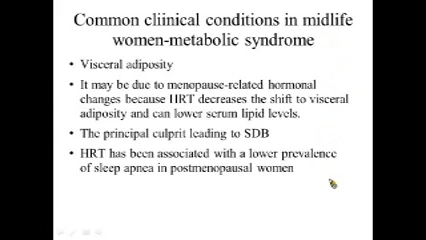 Common cliinical conditions in midlife
women-metabolic syndrome
• Visceral adiposity
• It may be due to menopause-related hormonal
changes because HRT decreases the shift to visceral
adiposity and can lower serum lipid levels.
• The principal culprit leading to SDB
• HRT has been associated with a lower prevalence
of sleep apnea in postmenopausal women